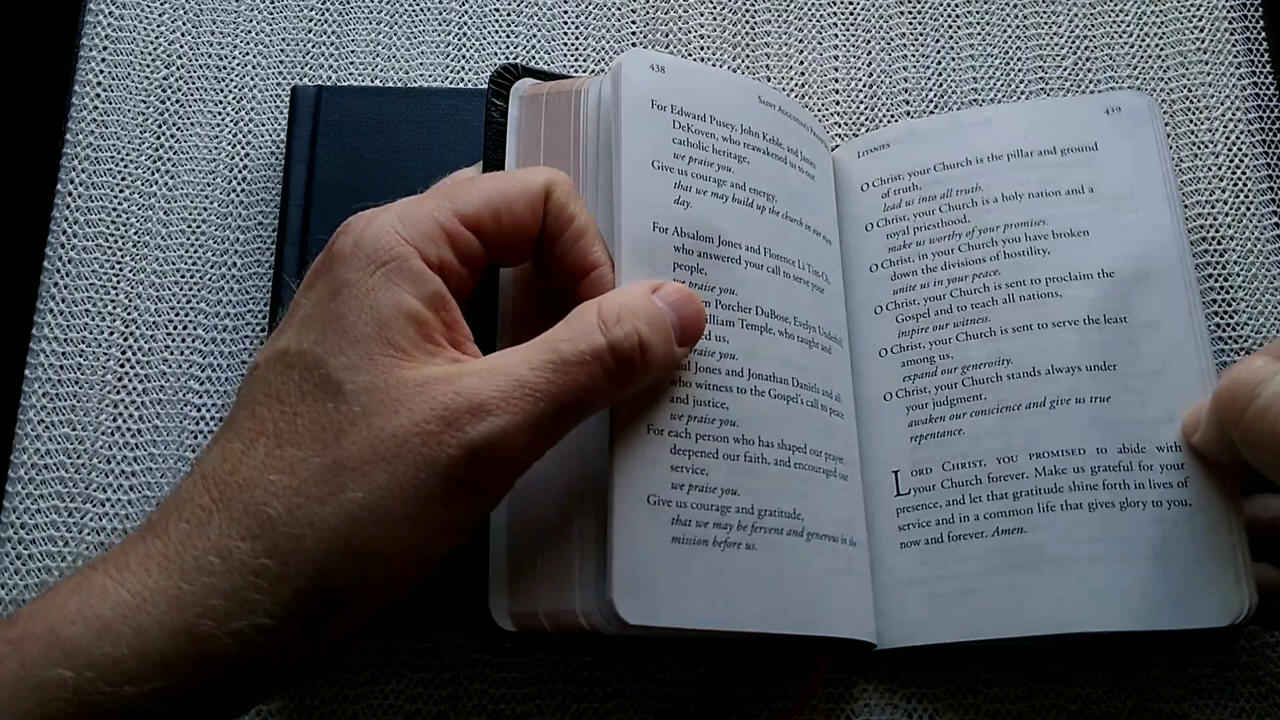 438
SAINT AUGUSTINE'S
For Edward Pusey, John Keble, and James
DeKoven, who reawakened us to our
catholic heritage,
we praise you.
Give us courage and energy,
that we may build up the church in our own
day.
For Absalom Jones and Florence Li Tim-Oi,
who answered your call to serve your
people,
we praise you.
Porcher DuBose, Evelyn Underhill,
William Temple, who taught and
us,
praise you.
Jones and Jonathan Daniels and all
who witness to the Gospel's call to peace
and justice,
we praise you.
For each person who has shaped our prayer,
deepened our faith, and encouraged our
service,
we praise you.
Give us courage and gratitude,
that we may be fervent and generous in the
mission before us.
LITANIES
439
O Christ, your Church is the pillar and ground
of truth,
lead us into all truth.
O Christ, your Church is a holy nation and a
royal priesthood,
make us worthy of your promises.
O Christ, in your Church you have broken
down the divisions of hostility,
unite us in your peace.
O Christ, your Church is sent to proclaim the
Gospel and to teach all nations,
inspire our witness.
O Christ, your Church is sent to serve the least
among us,
expand our generosity.
O Christ, your Church stands always under
your judgment,
awaken our conscience and give us true
repentance.
LORD CHRIST, YOU PROMISED to abide with
your Church forever. Make us grateful for your
presence, and let that gratitude shine forth in lives of
service and in a common life that gives glory to you,
now and forever. Amen.